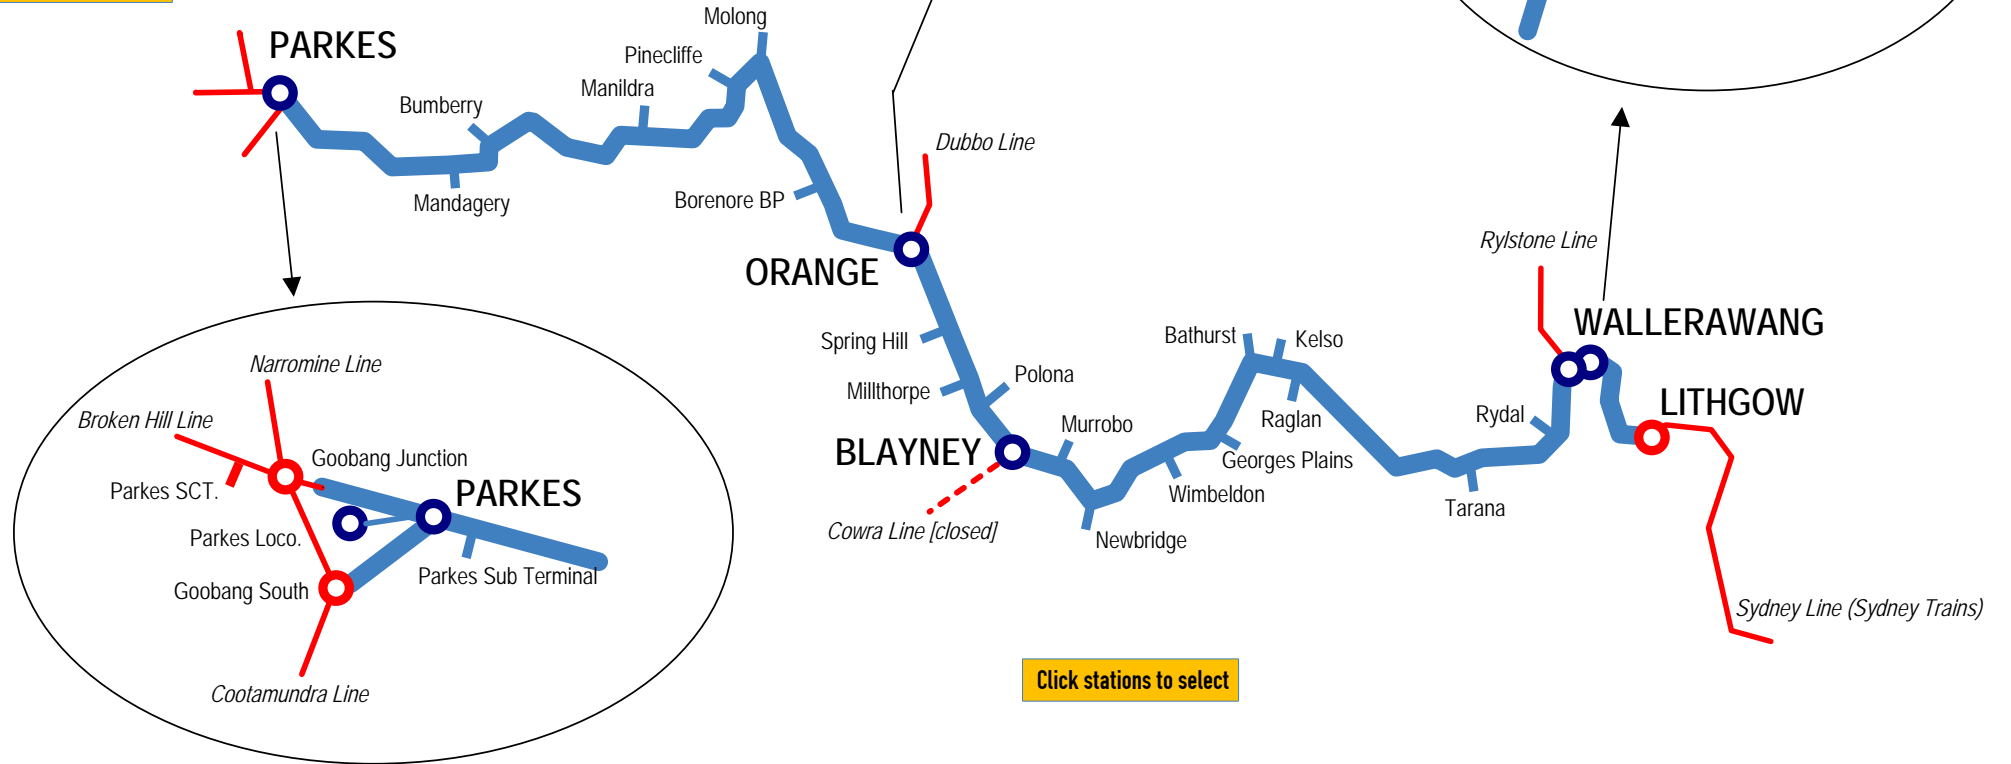 Molong
PARKES
Pinecliffe
Manildra
Bumberry
Dubbo Line
Borenore BP
Mandagery
Rylstone Line
ORANGE
WALLERAWANG
Spring Hill
Bathurst
Kelso
Narromine Line
Polona
Millthorpe
LITHGOW
Rydal
Broken Hill Line
Raglan
Murrobo
BLAYNEY
Goobang Junction
Georges Plains
Parkes SCT.
PARKES
Wimbeldon
Tarana
Cowra Line [closed]
Parkes Loco.
Newbridge
Parkes Sub Terminal
Goobang South
Sydney Line (Sydney Trains)
Click stations to select
Cootamundra Line